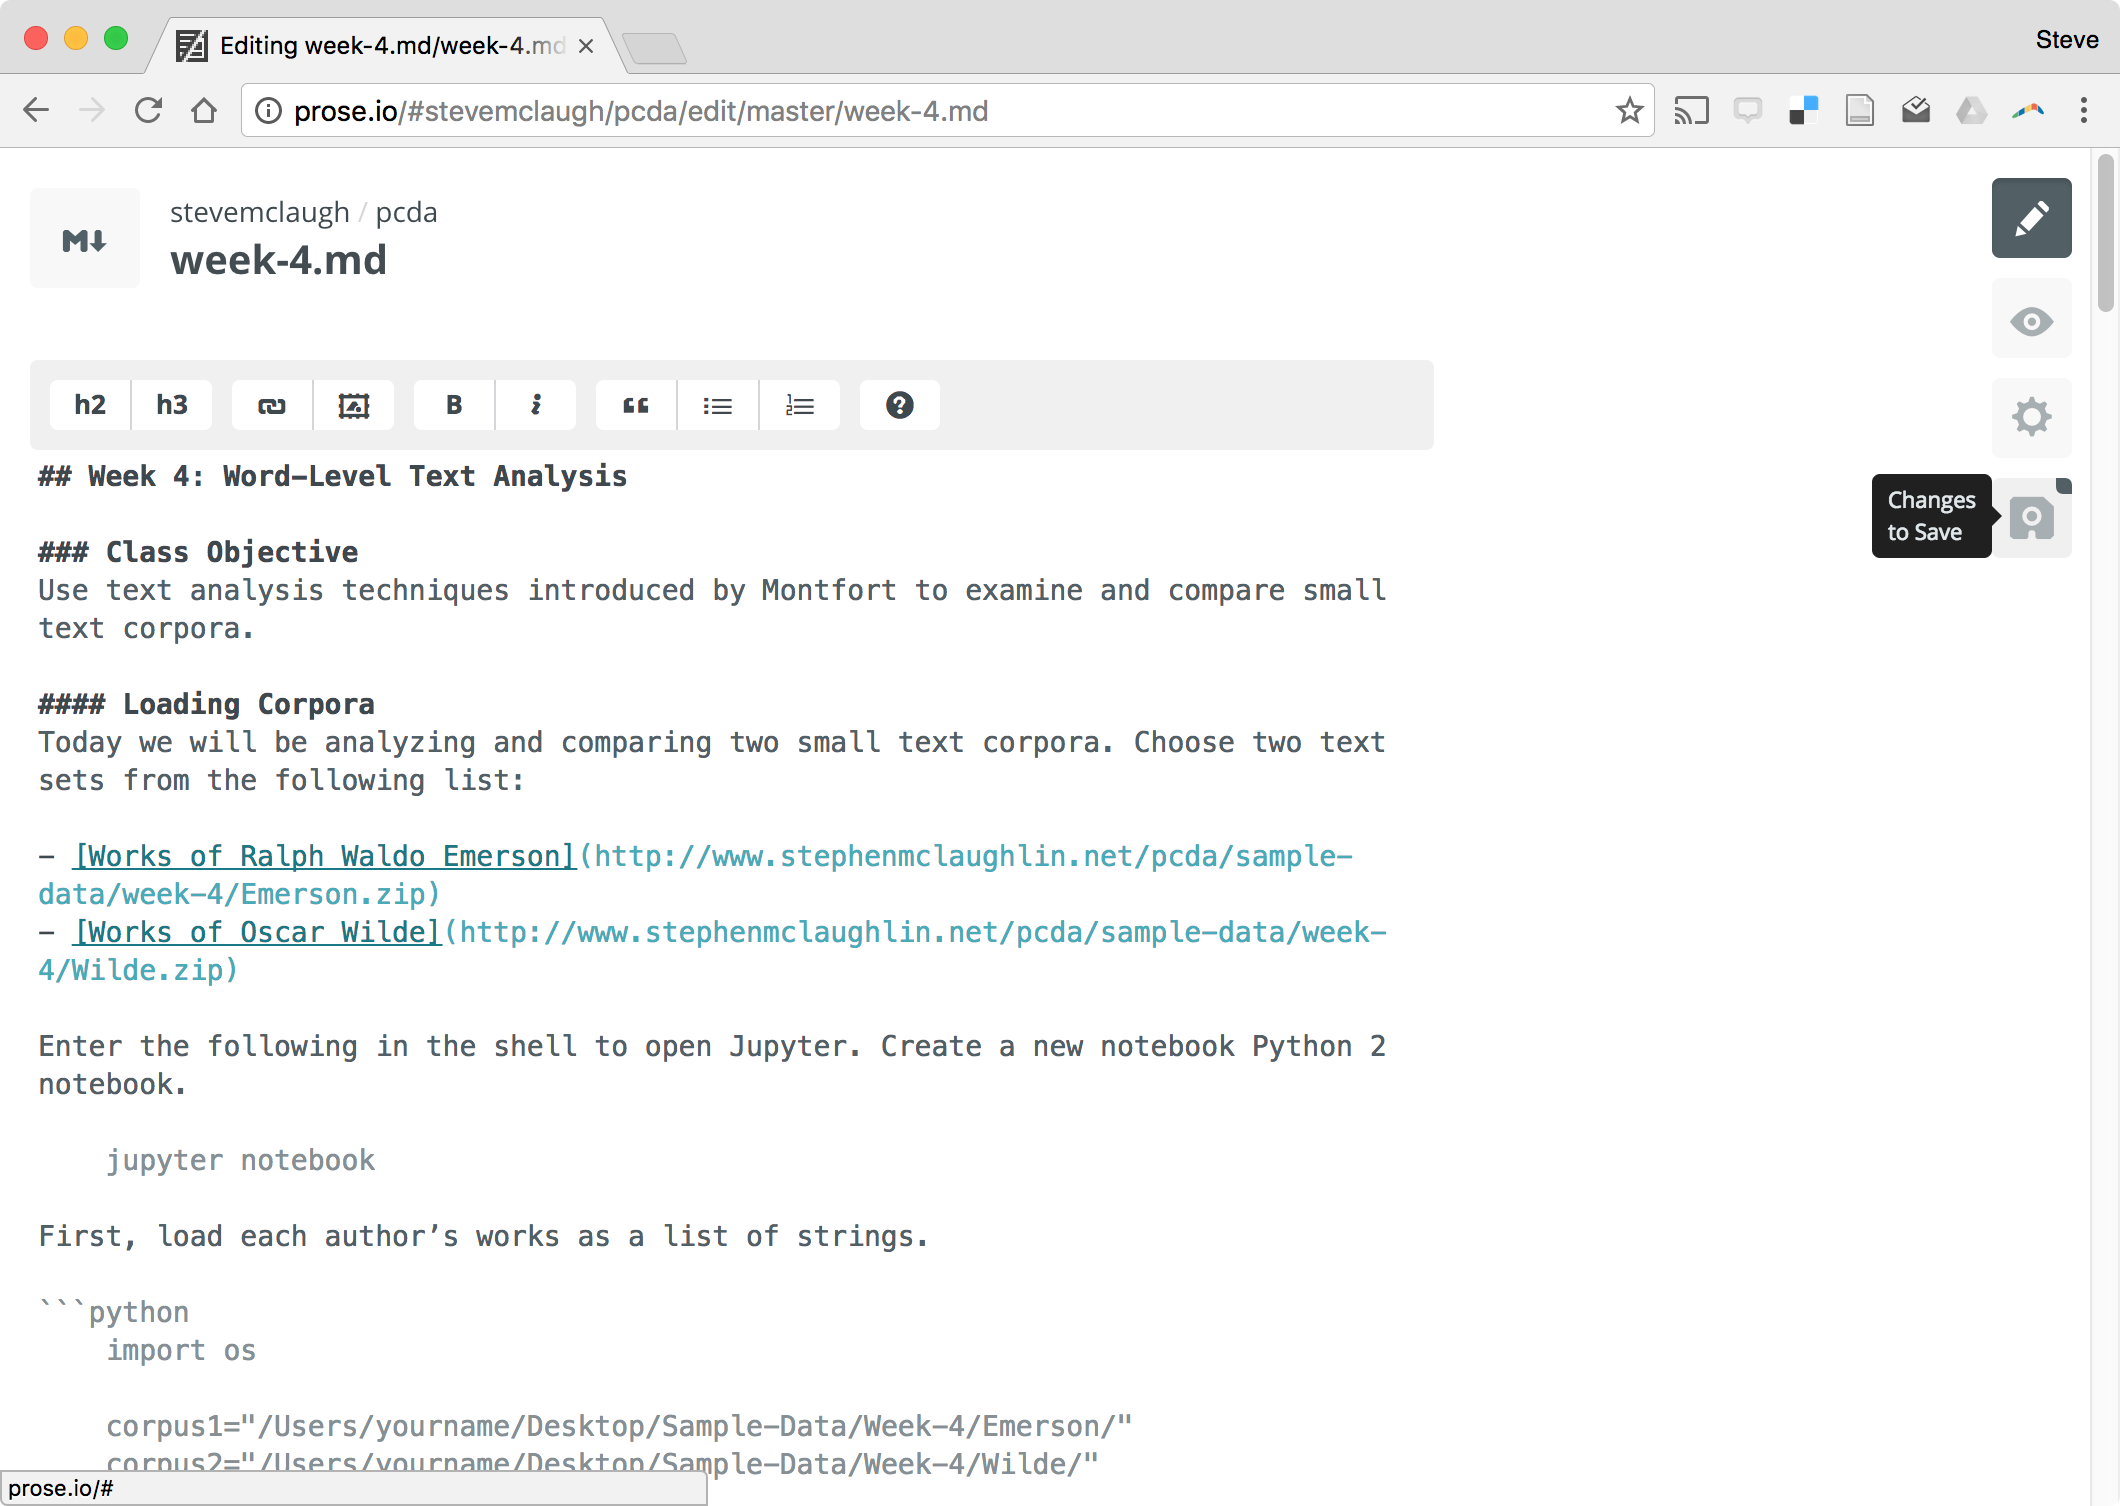 Editing week-4.md/week-4.md
Steve
prose.io/#stevemclaugh/pcda/edit/master/week-4.md
M
stevemclaugh / pcda
week-4.md
h2 h3 B i “ 1 2 ?
## Week 4: Word-Level Text Analysis
Changes
to Save
### Class Objective
Use text analysis techniques introduced by Montfort to examine and compare small
text corpora.
#### Loading Corpora
Today we will be analyzing and comparing two small text corpora. Choose two text
sets from the following list:
- [Works of Ralph Waldo Emerson](http://www.stephenmclaughlin.net/pcda/sample-
data/week-4/Emerson.zip)
- [Works of Oscar Wilde](http://www.stephenmclaughlin.net/pcda/sample-data/week-
4/Wilde.zip)
Enter the following in the shell to open Jupyter. Create a new notebook Python 2
notebook.
jupyter notebook
First, load each author’s works as a list of strings.
```python
import os
corpus1="/Users/yourname/Desktop/Sample-Data/Week-4/Emerson/"
corpus2="/Users/yourname/Desktop/Sample-Data/Week-4/Wilde/"
prose.io/#